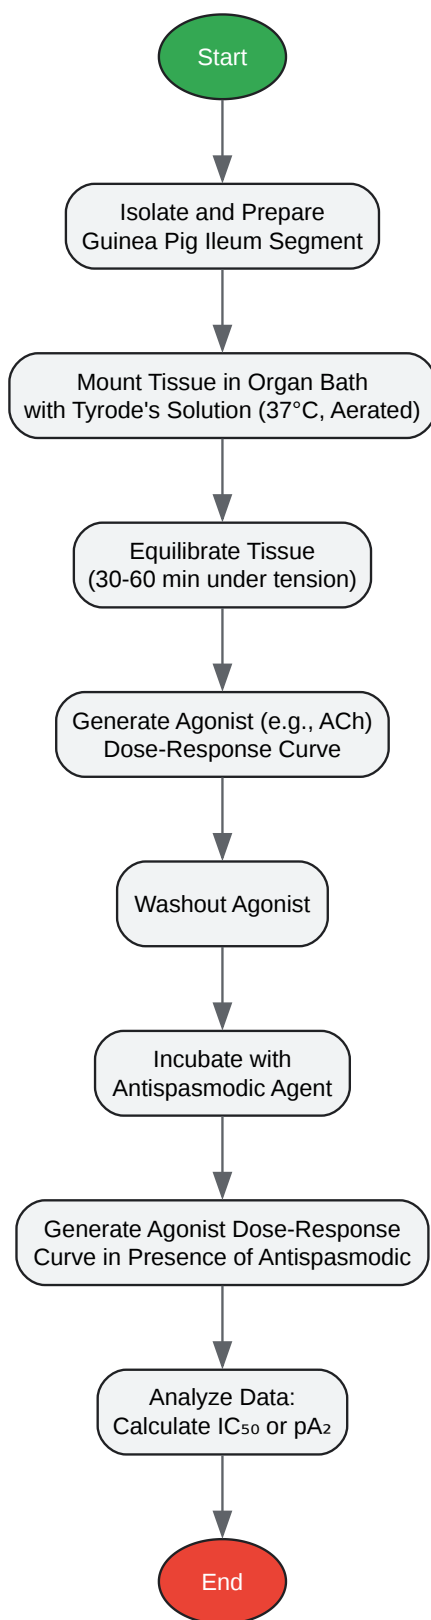 Start
Isolate and Prepare
Guinea Pig Ileum Segment
Mount Tissue in Organ Bath
with Tyrode's Solution (37°C, Aerated)
Equilibrate Tissue
(30-60 min under tension)
Generate Agonist (e.g., ACh)
Dose-Response Curve
Washout Agonist
Incubate with
Antispasmodic Agent
Generate Agonist Dose-Response
Curve in Presence of Antispasmodic
Analyze Data:
Calculate IC₅₀ or pA₂
End